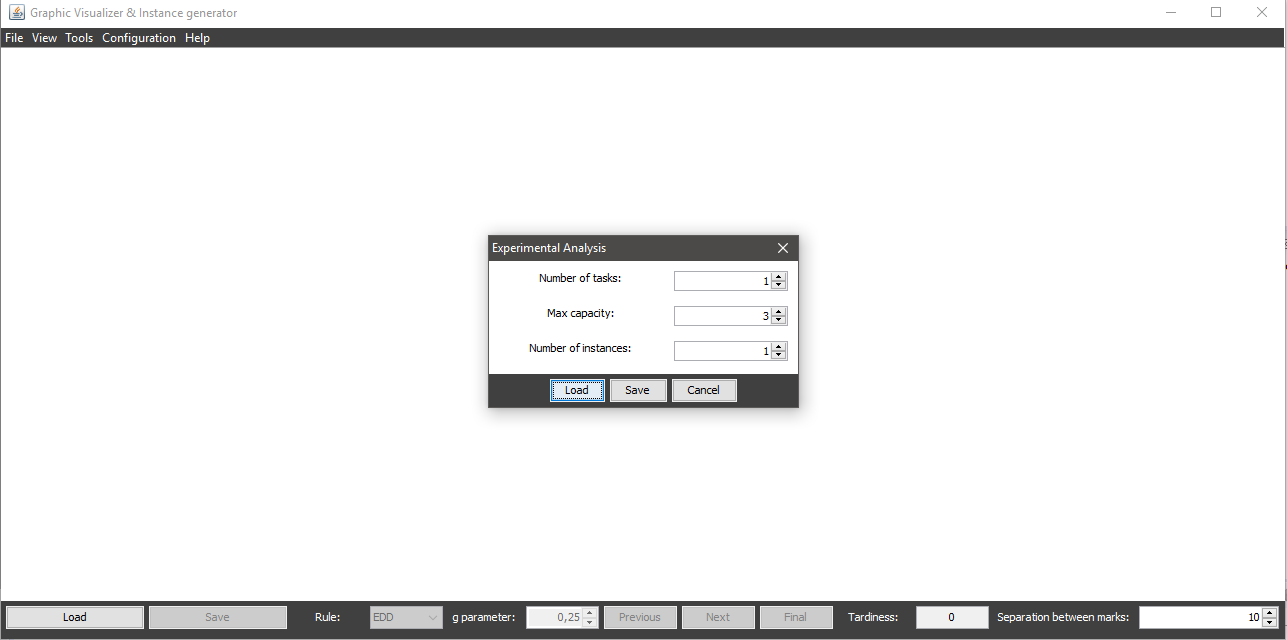 Graphic Visualizer & Instance generator
File View Tools Configuration Help
Experimental Analysis
Number of tasks: 1
Max capacity: 3
Number of instances: 1
Load Save Cancel
Load Save Rule: EDD g parameter: 0,25 Previous Next Final Tardiness: 0 Separation between marks: 10